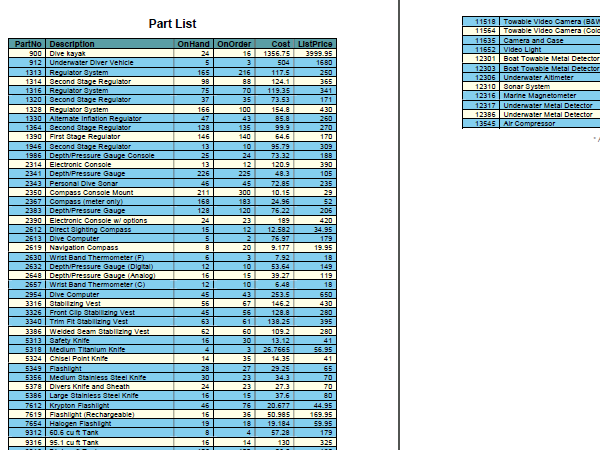 Part List
PartNo Description OnHand OnOrder Cost ListPrice
900 Dive kayak 24 16 1356.75 3999.95
912 Underwater Diver Vehicle 5 3 504 1680
1313 Regulator System 165 216 117.5 250
1314 Second Stage Regulator 98 88 124.1 365
1316 Regulator System 75 70 119.35 341
1320 Second Stage Regulator 37 35 73.53 171
1328 Regulator System 166 100 154.8 430
1330 Alternate Inflation Regulator 47 43 85.8 260
1364 Second Stage Regulator 128 135 99.9 270
1390 First Stage Regulator 146 140 64.6 170
1946 Second Stage Regulator 13 10 95.79 309
1986 Depth/Pressure Gauge Console 25 24 73.32 188
2314 Electronic Console 13 12 120.9 390
2341 Depth/Pressure Gauge 226 225 48.3 105
2343 Personal Dive Sonar 46 45 72.85 235
2350 Compass Console Mount 211 300 10.15 29
2367 Compass (meter only) 168 183 24.96 52
2383 Depth/Pressure Gauge 128 120 76.22 206
2390 Electronic Console w/ options 24 23 189 420
2612 Direct Sighting Compass 15 12 12.582 34.95
2613 Dive Computer 5 2 76.97 179
2619 Navigation Compass 8 20 9.177 19.95
2630 Wrist Band Thermometer (F) 6 3 7.92 18
2632 Depth/Pressure Gauge (Digital) 12 10 53.64 149
2648 Depth/Pressure Gauge (Analog) 16 15 39.27 119
2657 Wrist Band Thermometer (C) 12 10 6.48 18
2954 Dive Computer 45 43 253.5 650
3316 Stabilizing Vest 56 67 146.2 430
3326 Front Clip Stabilizing Vest 45 56 128.8 280
3340 Trim Fit Stabilizing Vest 63 61 138.25 395
3386 Welded Seam Stabilizing Vest 62 60 109.2 280
5313 Safety Knife 16 30 13.12 41
5318 Medium Titanium Knife 4 3 26.7665 56.95
5324 Chisel Point Knife 14 35 14.35 41
5349 Flashlight 28 27 29.25 65
5356 Medium Stainless Steel Knife 30 23 34.3 70
5378 Divers Knife and Sheath 24 23 27.3 70
5386 Large Stainless Steel Knife 16 15 37.6 80
7612 Krypton Flashlight 46 76 20.677 44.95
7619 Flashlight (Rechargeable) 16 36 50.985 169.95
7654 Halogen Flashlight 19 18 19.184 59.95
9312 60.6 cu ft Tank 8 4 57.28 179
9316 95.1 cu ft Tank 16 14 130 325
11518 Towable Video Camera (B&W
11564 Towable Video Camera (Colo
11635 Camera and Case
11652 Video Light
12301 Boat Towable Metal Detector
12303 Boat Towable Metal Detector
12306 Underwater Altimeter
12310 Sonar System
12316 Marine Magnetometer
12317 Underwater Metal Detector
12386 Underwater Metal Detector
13545 Air Compressor